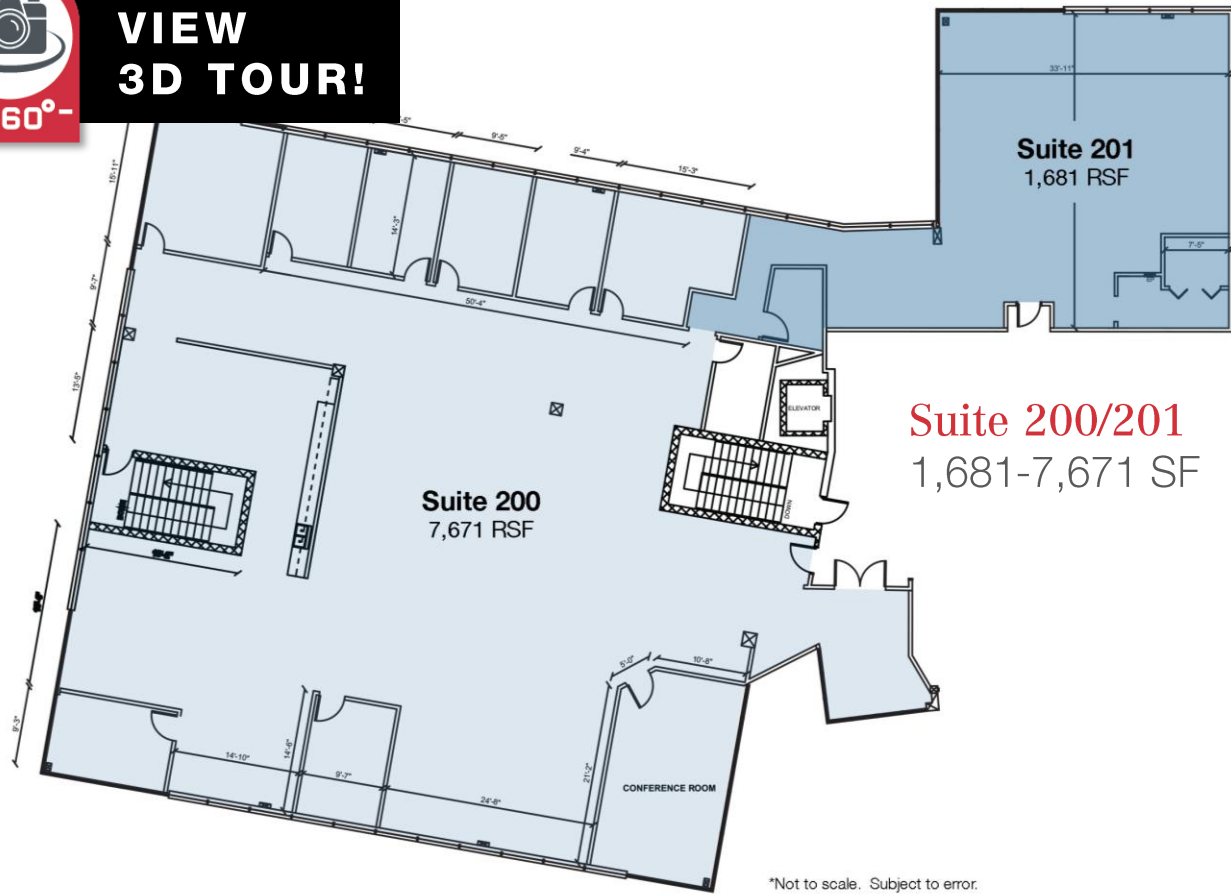 VIEW
3D TOUR!
60°-
9'-5"
9'-4"
15'-3"
15'-11"
14'-3"
9'-7"
50'-4"
13'-5"
33'-11"
Suite 201
1,681 RSF
7'-5"
ELEVATOR
Suite 200/201
1,681-7,671 SF
Suite 200
7,671 RSF
DOWN
5'-0"
10'-8"
9'-3"
14'-10"
14'-6"
9'-7"
24'-8"
21'-2"
CONFERENCE ROOM
*Not to scale. Subject to error.